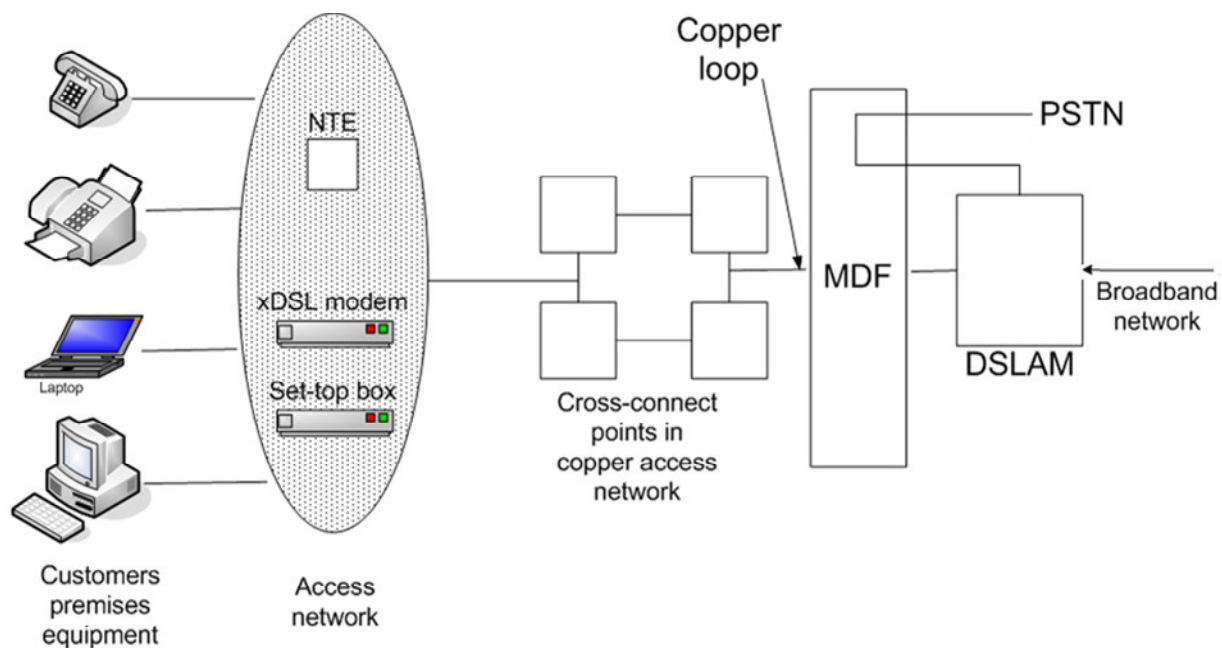 Copper
loop
NTE
PSTN
MDF
xDSL modem
Broadband
network
DSLAM
Laptop
Set-top box
Cross-connect
points in
copper access
network
Customers
premises
equipment
Access
network